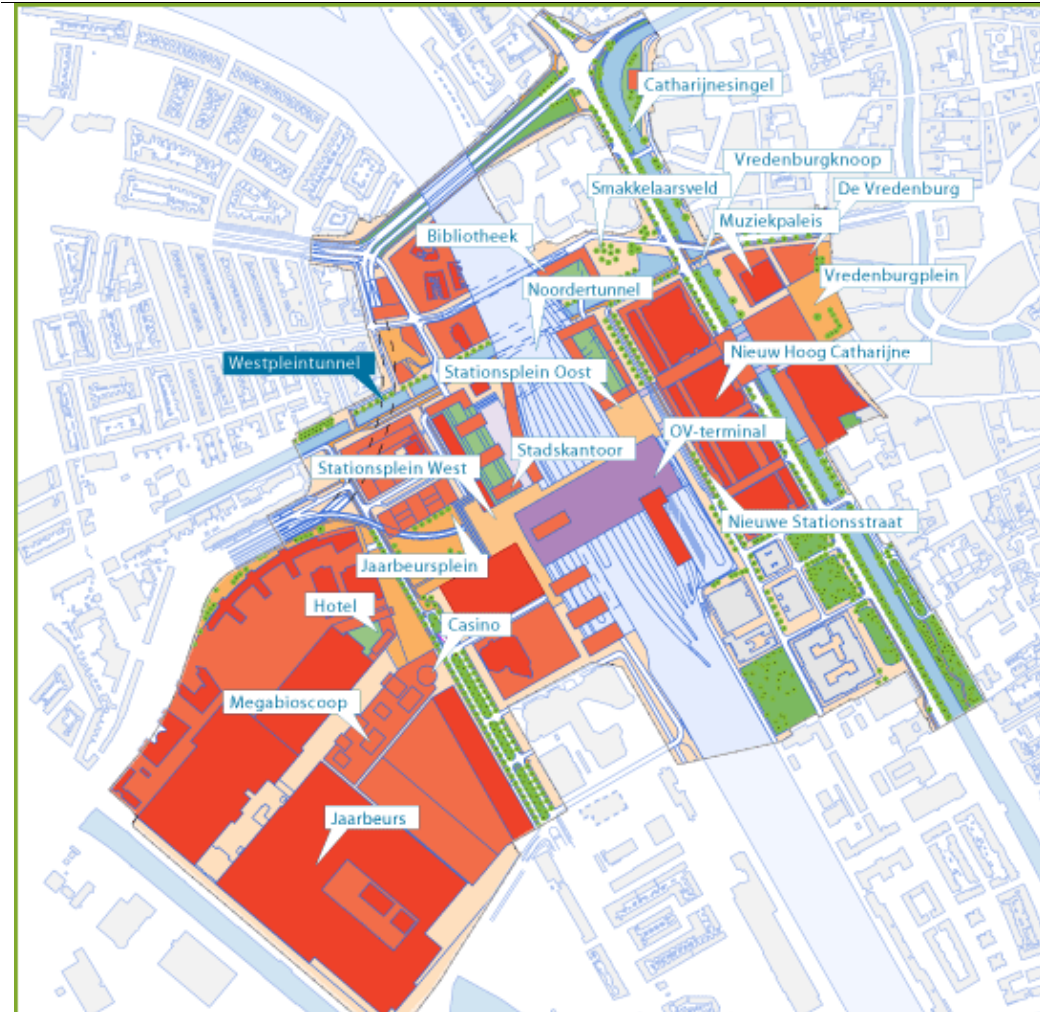 Catharijnesingel
Vredenburgknoop
Smakkelaarsveld
De Vredenburg
Muziekpaleis
Bibliotheek
Vredenburgplein
Noordertunnel
Nieuw Hoog Catharijne
Westpleintunnel
Stationsplein Oost
OV-terminal
Stadskantoor
Stationsplein West
Nieuwe Stationsstraat
Jaarbeursplein
Hotel
Casino
Megabioscoop
Jaarbeurs